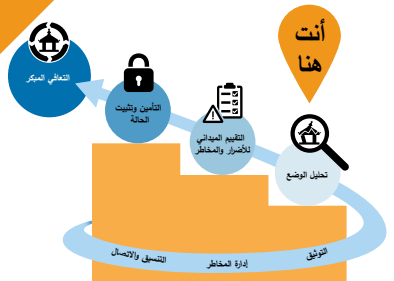 أنت
هنا
تحليل الوضع
التقييم الميداني
للأضرار والمخاطر
التأمين وتثبيت
الحالة
التعافي المبكر
التوثيق
إدارة المخاطر
التنسيق والاتصال